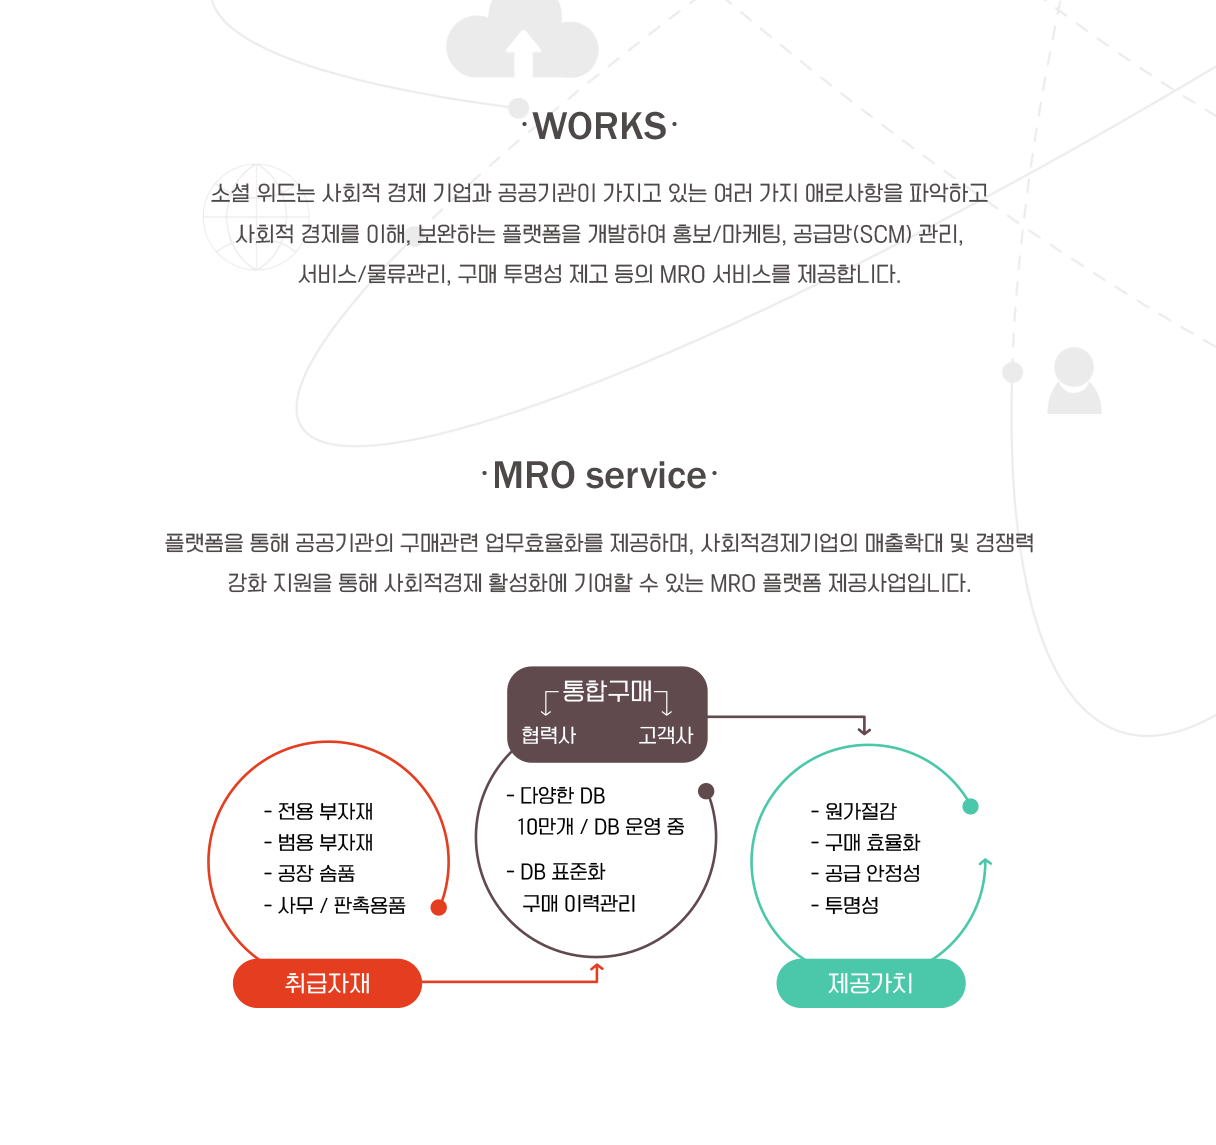 ·WORKS·
소셜 위드는 사회적 경제 기업과 공공기관이 가지고 있는 여러 가지 애로사항을 파악하고
사회적 경제를 이해, 보완하는 플랫폼을 개발하여 홍보/마케팅, 공급망(SCM) 관리,
서비스/물류관리, 구매 투명성 제고 등의 MRO 서비스를 제공합니다.
·MRO service·
플랫폼을 통해 공공기관의 구매관련 업무효율화를 제공하며, 사회적경제기업의 매출확대 및 경쟁력
강화 지원을 통해 사회적경제 활성화에 기여할 수 있는 MRO 플랫폼 제공사업입니다.
- 전용 부자재
- 범용 부자재
- 공장 솜품
- 사무 / 판촉용품
취급자재
통합구매
협력사 고객사
- 다양한 DB
10만개 / DB 운영 중
- DB 표준화
구매 이력관리
- 원가절감
- 구매 효율화
- 공급 안정성
- 투명성
제공가치